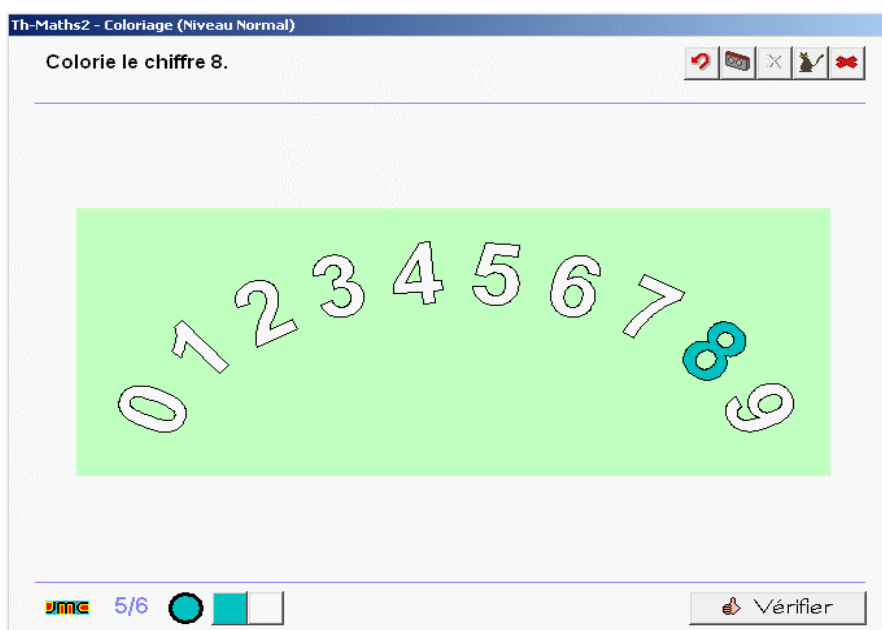 Th-Maths2 - Coloriage (Niveau Normal)
Colorie le chiffre 8.
0 1 2 3 4 5 6 7 8 9
JMC 5/6 Vérifier